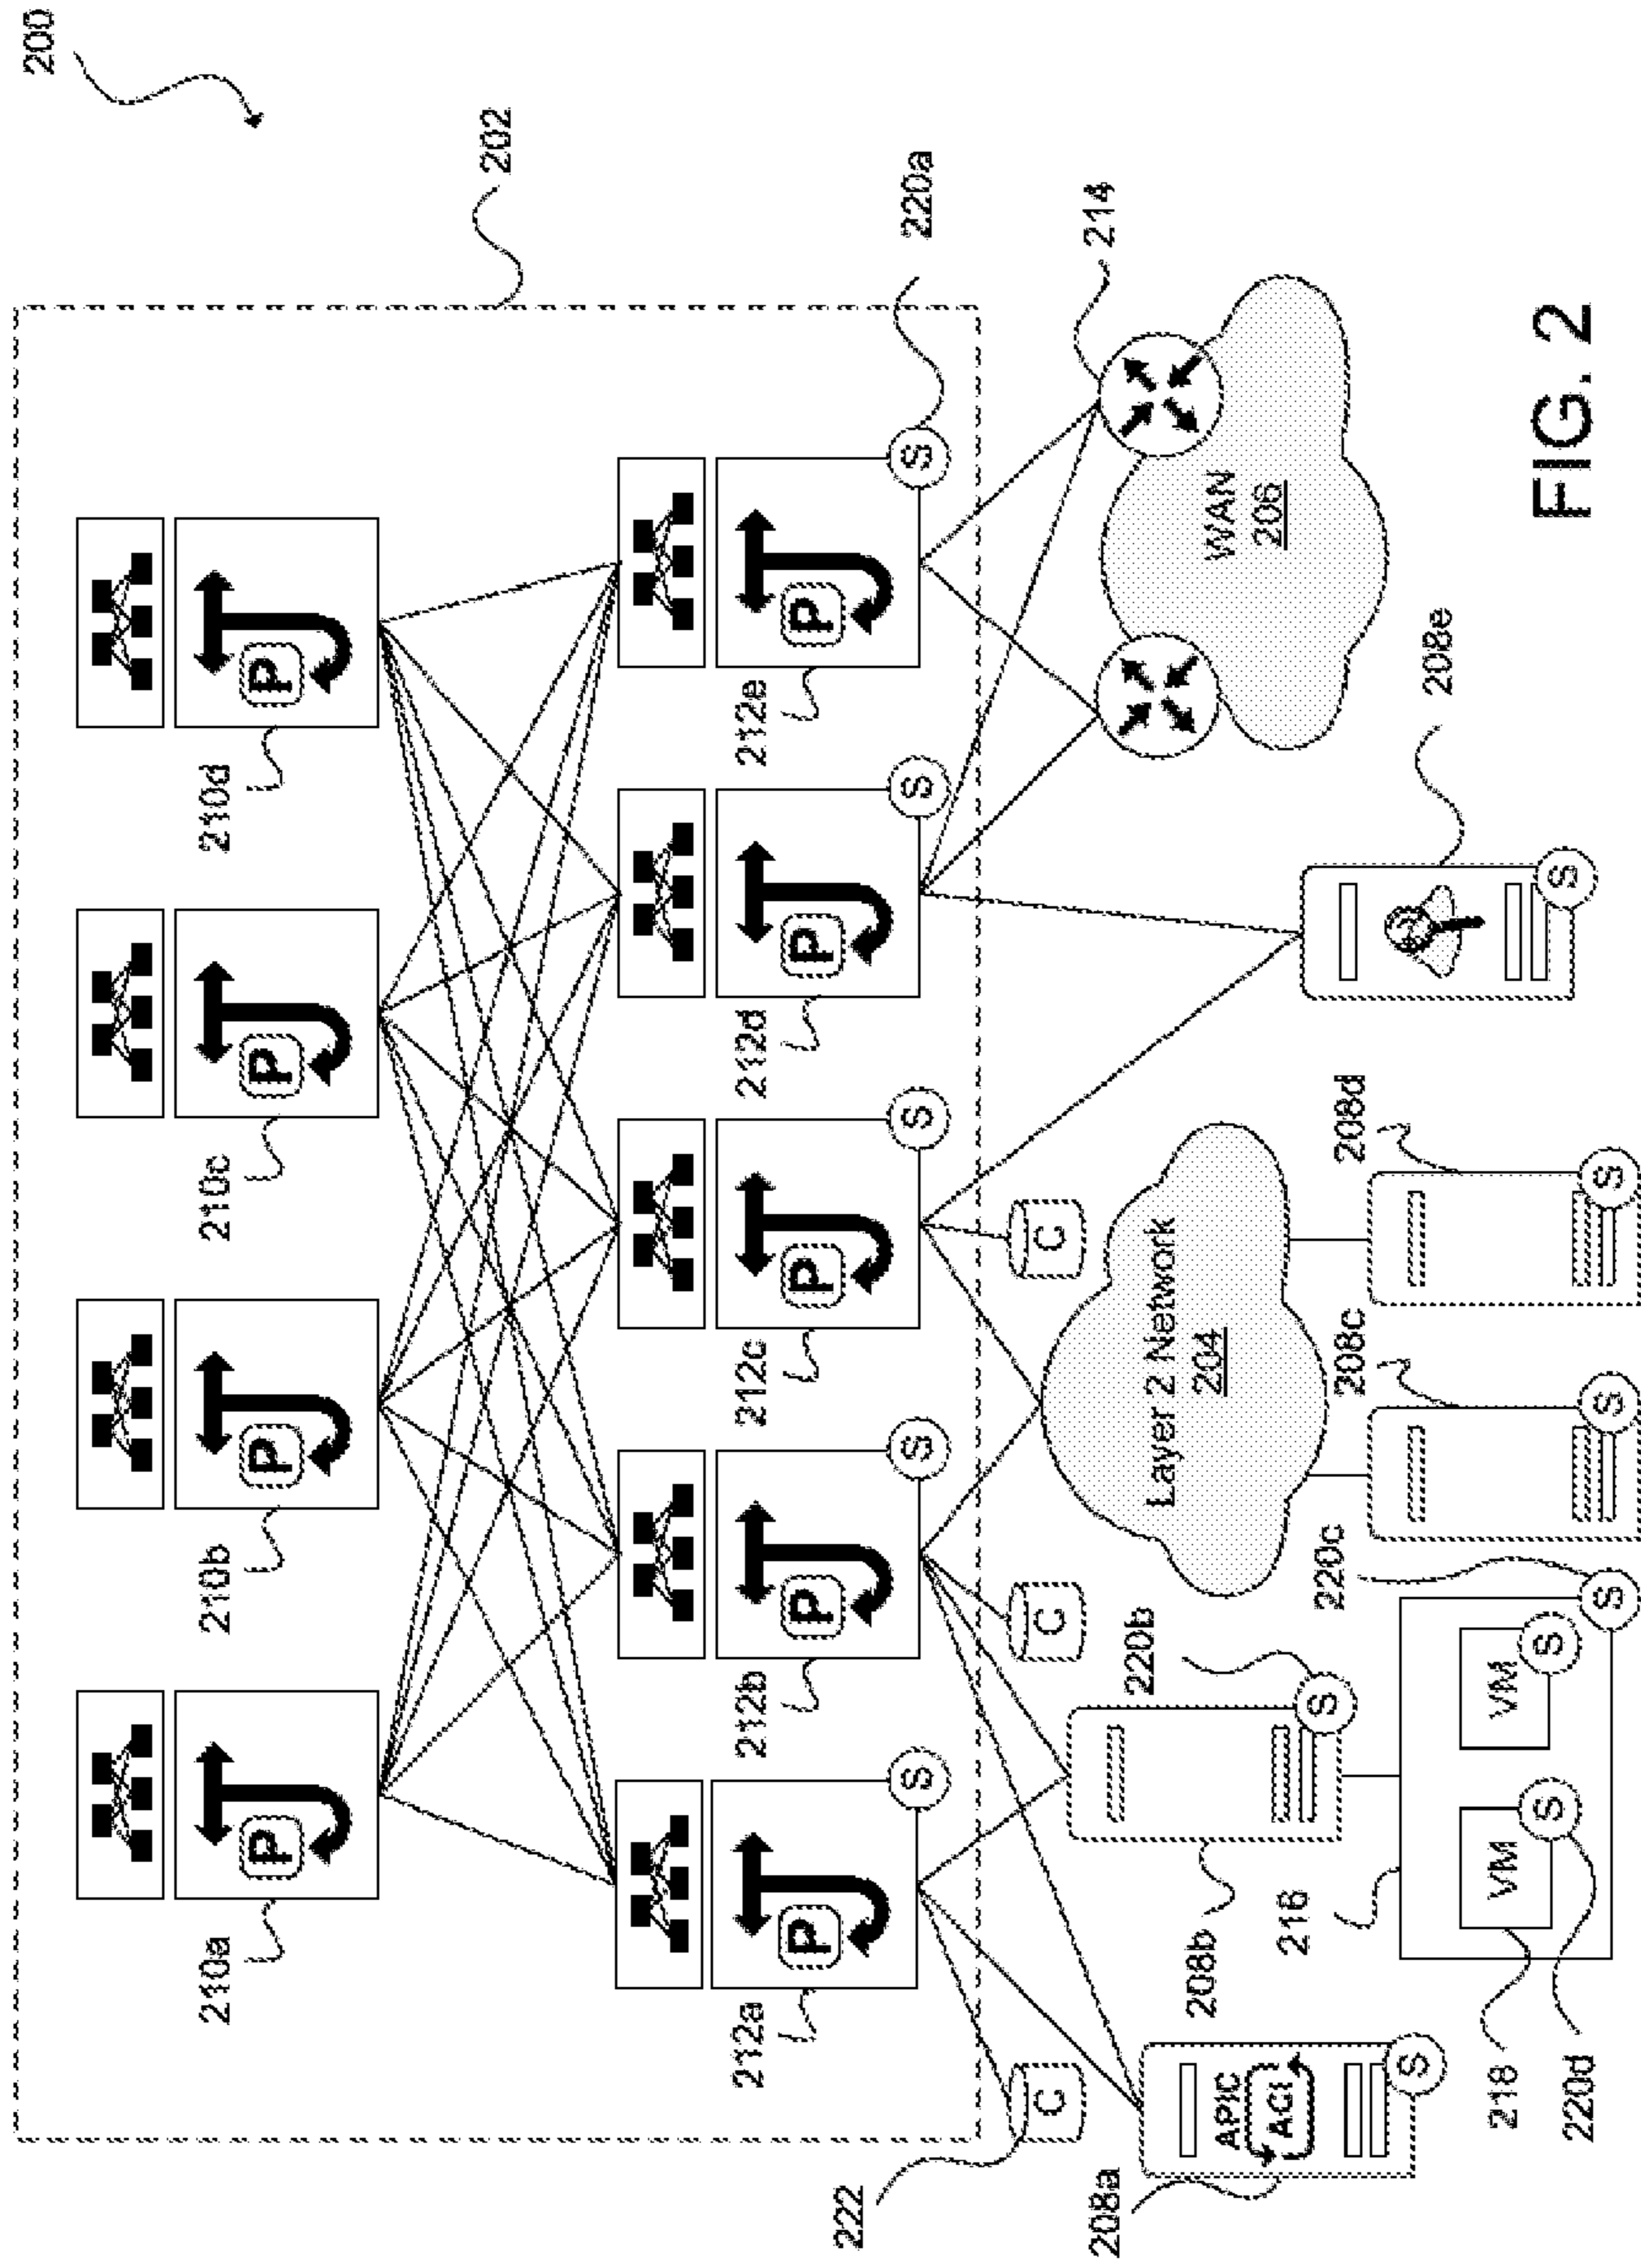 200
202
210a
210b
210c
210d
P
P
P
P
212a
212b
212c
212d
212e
P
P
P
P
P
S
S
S
S
S
220a
222
C
C
C
214
208a
APIC
ACI
S
208b
220b
S
Layer 2 Network
204
WAN
206
216
220c
S
208c
S
208d
S
208e
S
VM
S
VM
S
218
220d
FIG. 2